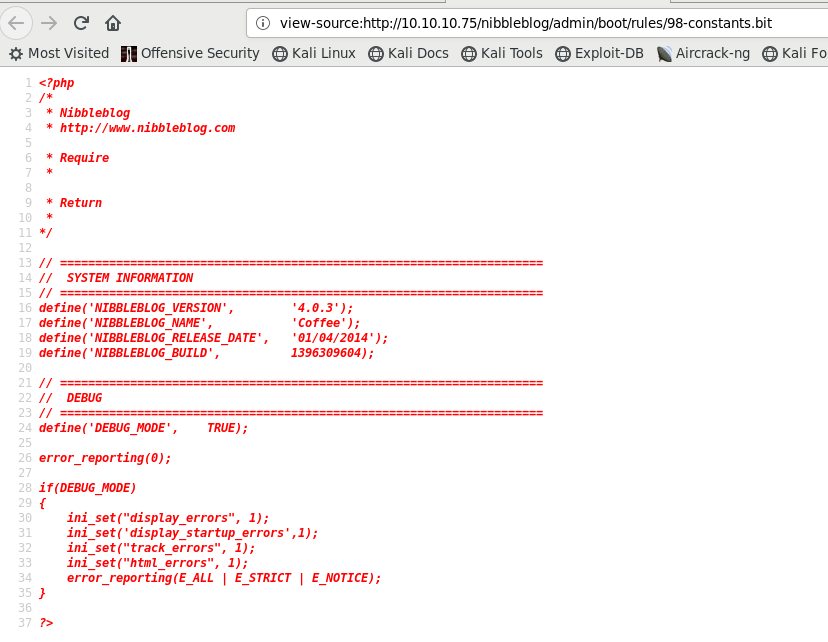 view-source:http://10.10.10.75/nibbleblog/admin/boot/rules/98-constants.bit
Most Visited Offensive Security Kali Linux Kali Docs Kali Tools Exploit-DB Aircrack-ng Kali Fo
1 <?php
2 /*
3  * Nibbleblog
4  * http://www.nibbleblog.com
5
6  * Require
7  *
8
9  * Return
10  *
11 */
12
13 // =====================================================================
14 //  SYSTEM INFORMATION
15 // =====================================================================
16 define('NIBBLEBLOG_VERSION',        '4.0.3');
17 define('NIBBLEBLOG_NAME',           'Coffee');
18 define('NIBBLEBLOG_RELEASE_DATE',   '01/04/2014');
19 define('NIBBLEBLOG_BUILD',          1396309604);
20
21 // =====================================================================
22 //  DEBUG
23 // =====================================================================
24 define('DEBUG_MODE',    TRUE);
25
26 error_reporting(0);
27
28 if(DEBUG_MODE)
29 {
30     ini_set("display_errors", 1);
31     ini_set('display_startup_errors',1);
32     ini_set("track_errors", 1);
33     ini_set("html_errors", 1);
34     error_reporting(E_ALL | E_STRICT | E_NOTICE);
35 }
36
37 ?>